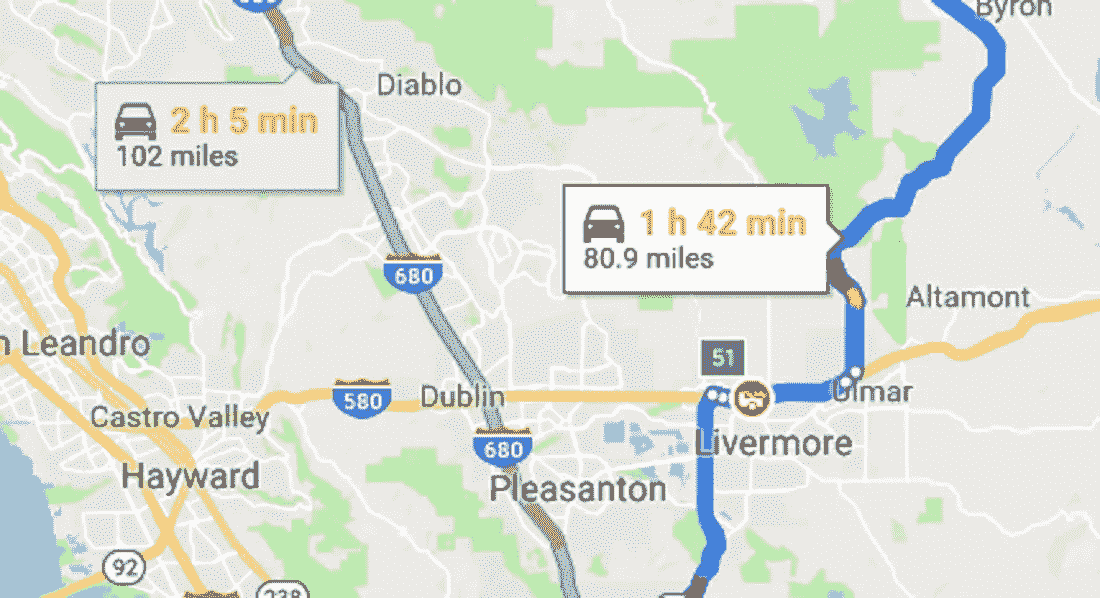 Byron
Diablo
2 h 5 min
102 miles
1 h 42 min
80.9 miles
680
Altamont
n Leandro
51
580
Dublin
Ulmar
Castro Valley
680
Livermore
Hayward
Pleasanton
92
238